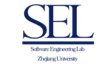 SEL
Software Engineering Lab
Zhejiang University